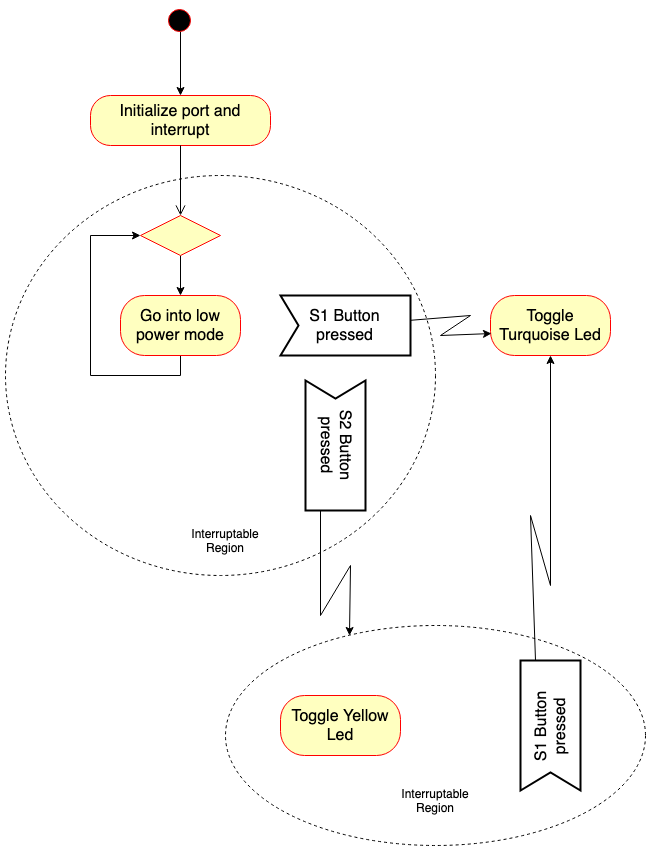 Initialize port and
interrupt
Go into low
power mode
S1 Button
pressed
Toggle
Turquoise Led
S2 Button
pressed
Interruptable
Region
Toggle Yellow
Led
S1 Button
pressed
Interruptable
Region